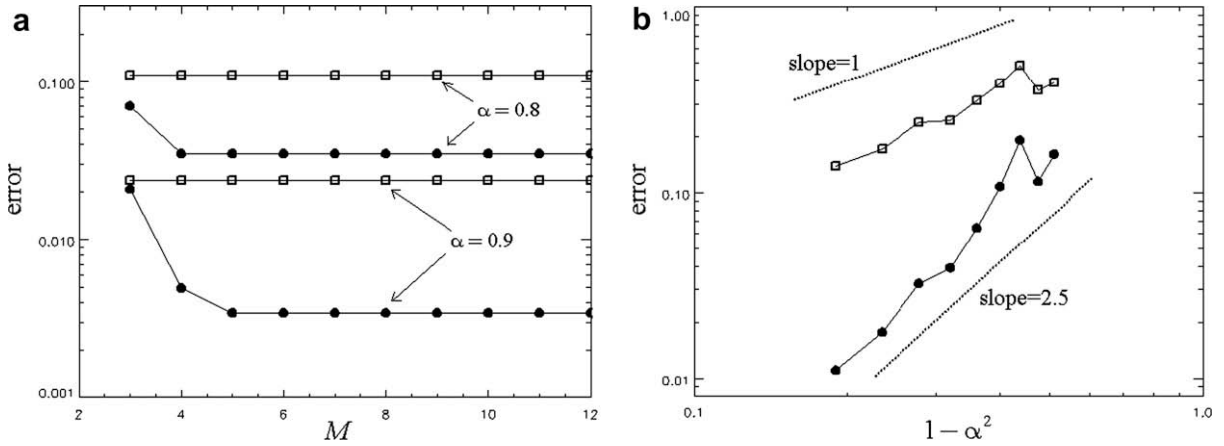 a
b
0.100
0.010
0.001
error
α = 0.8
α = 0.9
2
4
6
8
10
12
M
1.00
0.10
0.01
error
slope=1
slope=2.5
0.1
1.0
1 − α²